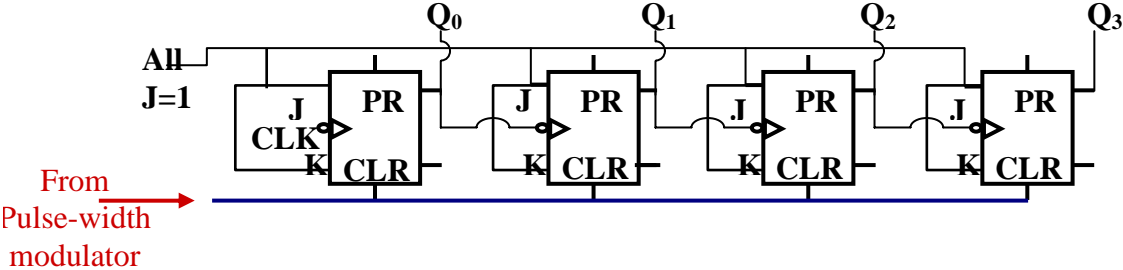 Q0 Q1 Q2 Q3
All
J=1
J PR
CLK
K CLR
J PR
K CLR
.J PR
K CLR
.J PR
K CLR
From
Pulse-width
modulator